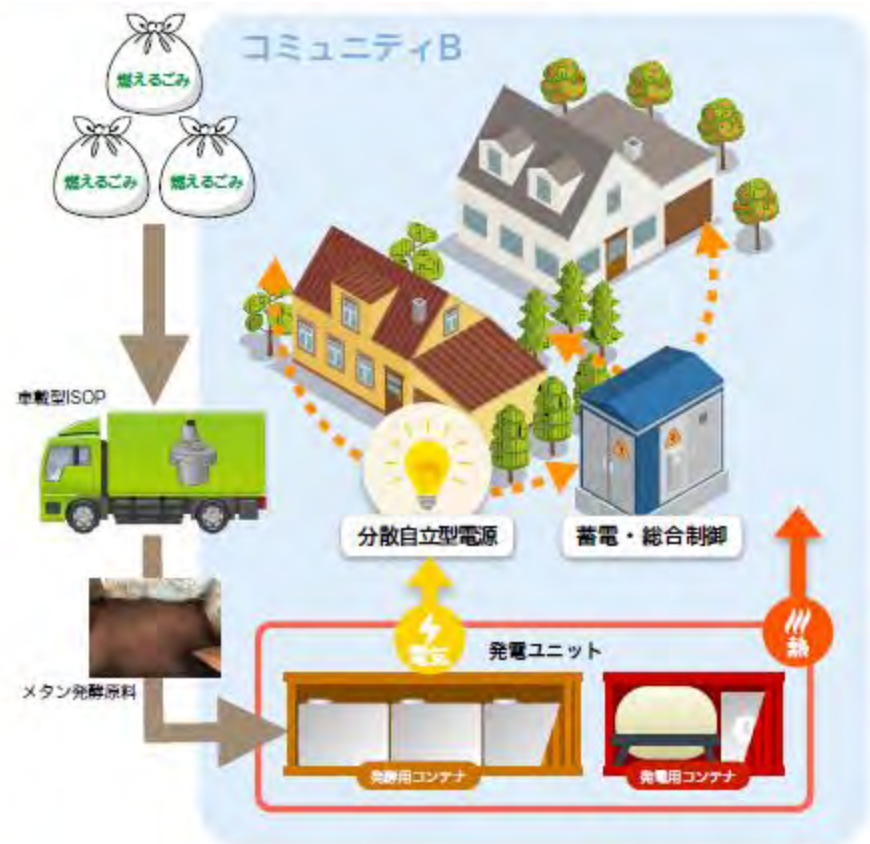 コミュニティB
燃えるごみ
燃えるごみ
燃えるごみ
車載型ISOP
分散自立型電源
蓄電・総合制御
電気
発電ユニット
熱
メタン発酵原料
発酵用コンテナ
発電用コンテナ